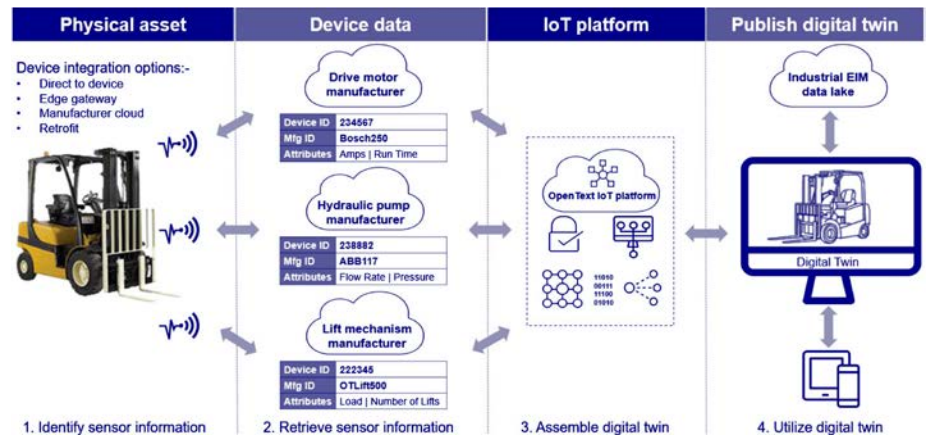 Physical asset
Device data
IoT platform
Publish digital twin
Device integration options:-
• Direct to device
• Edge gateway
• Manufacturer cloud
• Retrofit
Drive motor
manufacturer
Device ID 234567
Mfg ID Bosch250
Attributes Amps | Run Time
Hydraulic pump
manufacturer
Device ID 238882
Mfg ID ABB117
Attributes Flow Rate | Pressure
Lift mechanism
manufacturer
Device ID 222345
Mfg ID OTLift500
Attributes Load | Number of Lifts
OpenText IoT platform
11010
00111
11100
01010
Industrial EIM
data lake
Digital Twin
1. Identify sensor information
2. Retrieve sensor information
3. Assemble digital twin
4. Utilize digital twin